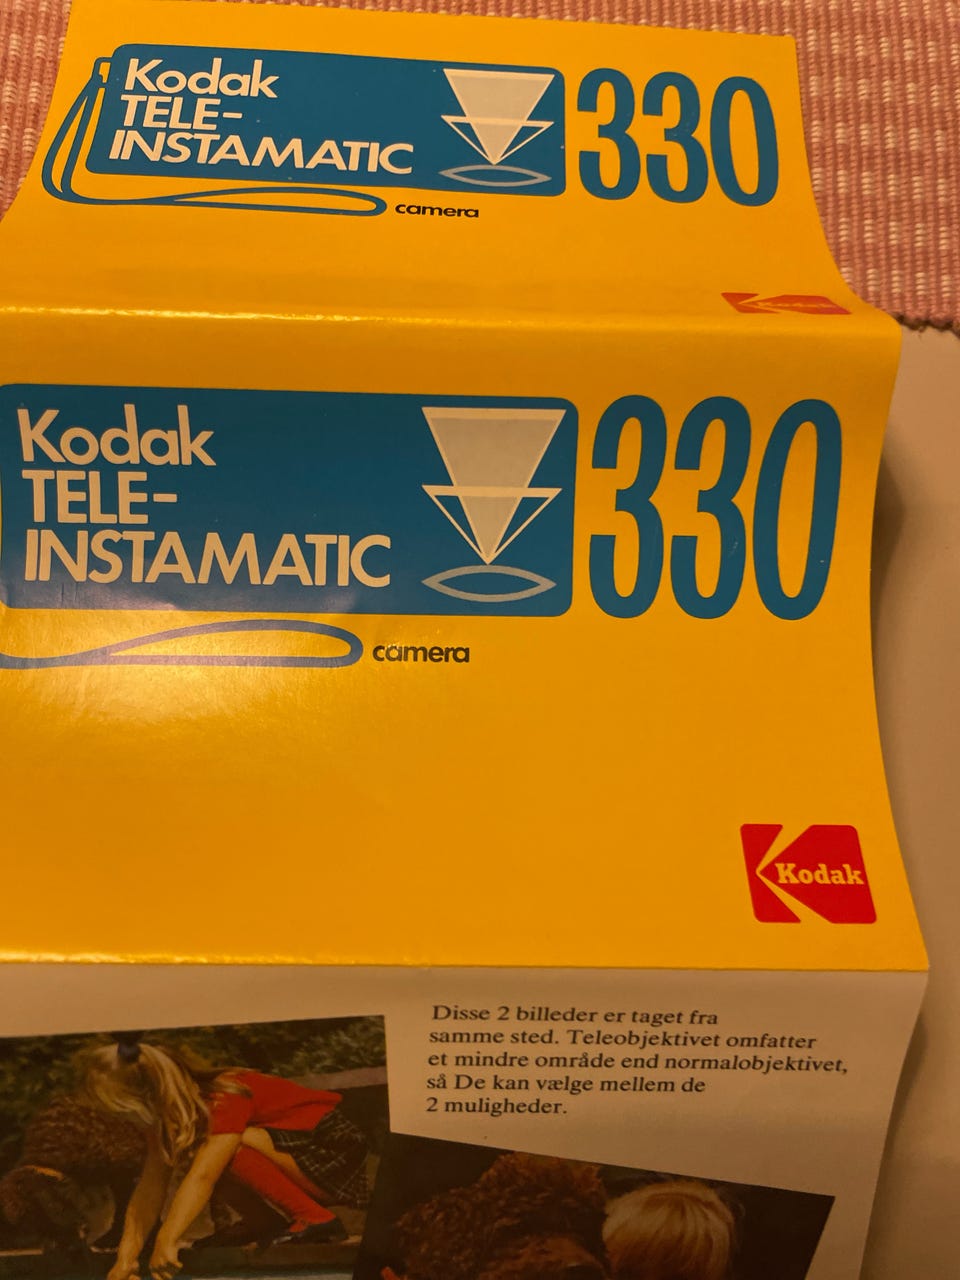 Kodak
TELE-
INSTAMATIC
330
camera
Kodak
Kodak
TELE-
INSTAMATIC
330
camera
Kodak
Disse 2 billeder er taget fra
samme sted. Teleobjektivet omfatter
et mindre område end normalobjektivet,
så De kan vælge mellem de
2 muligheder.